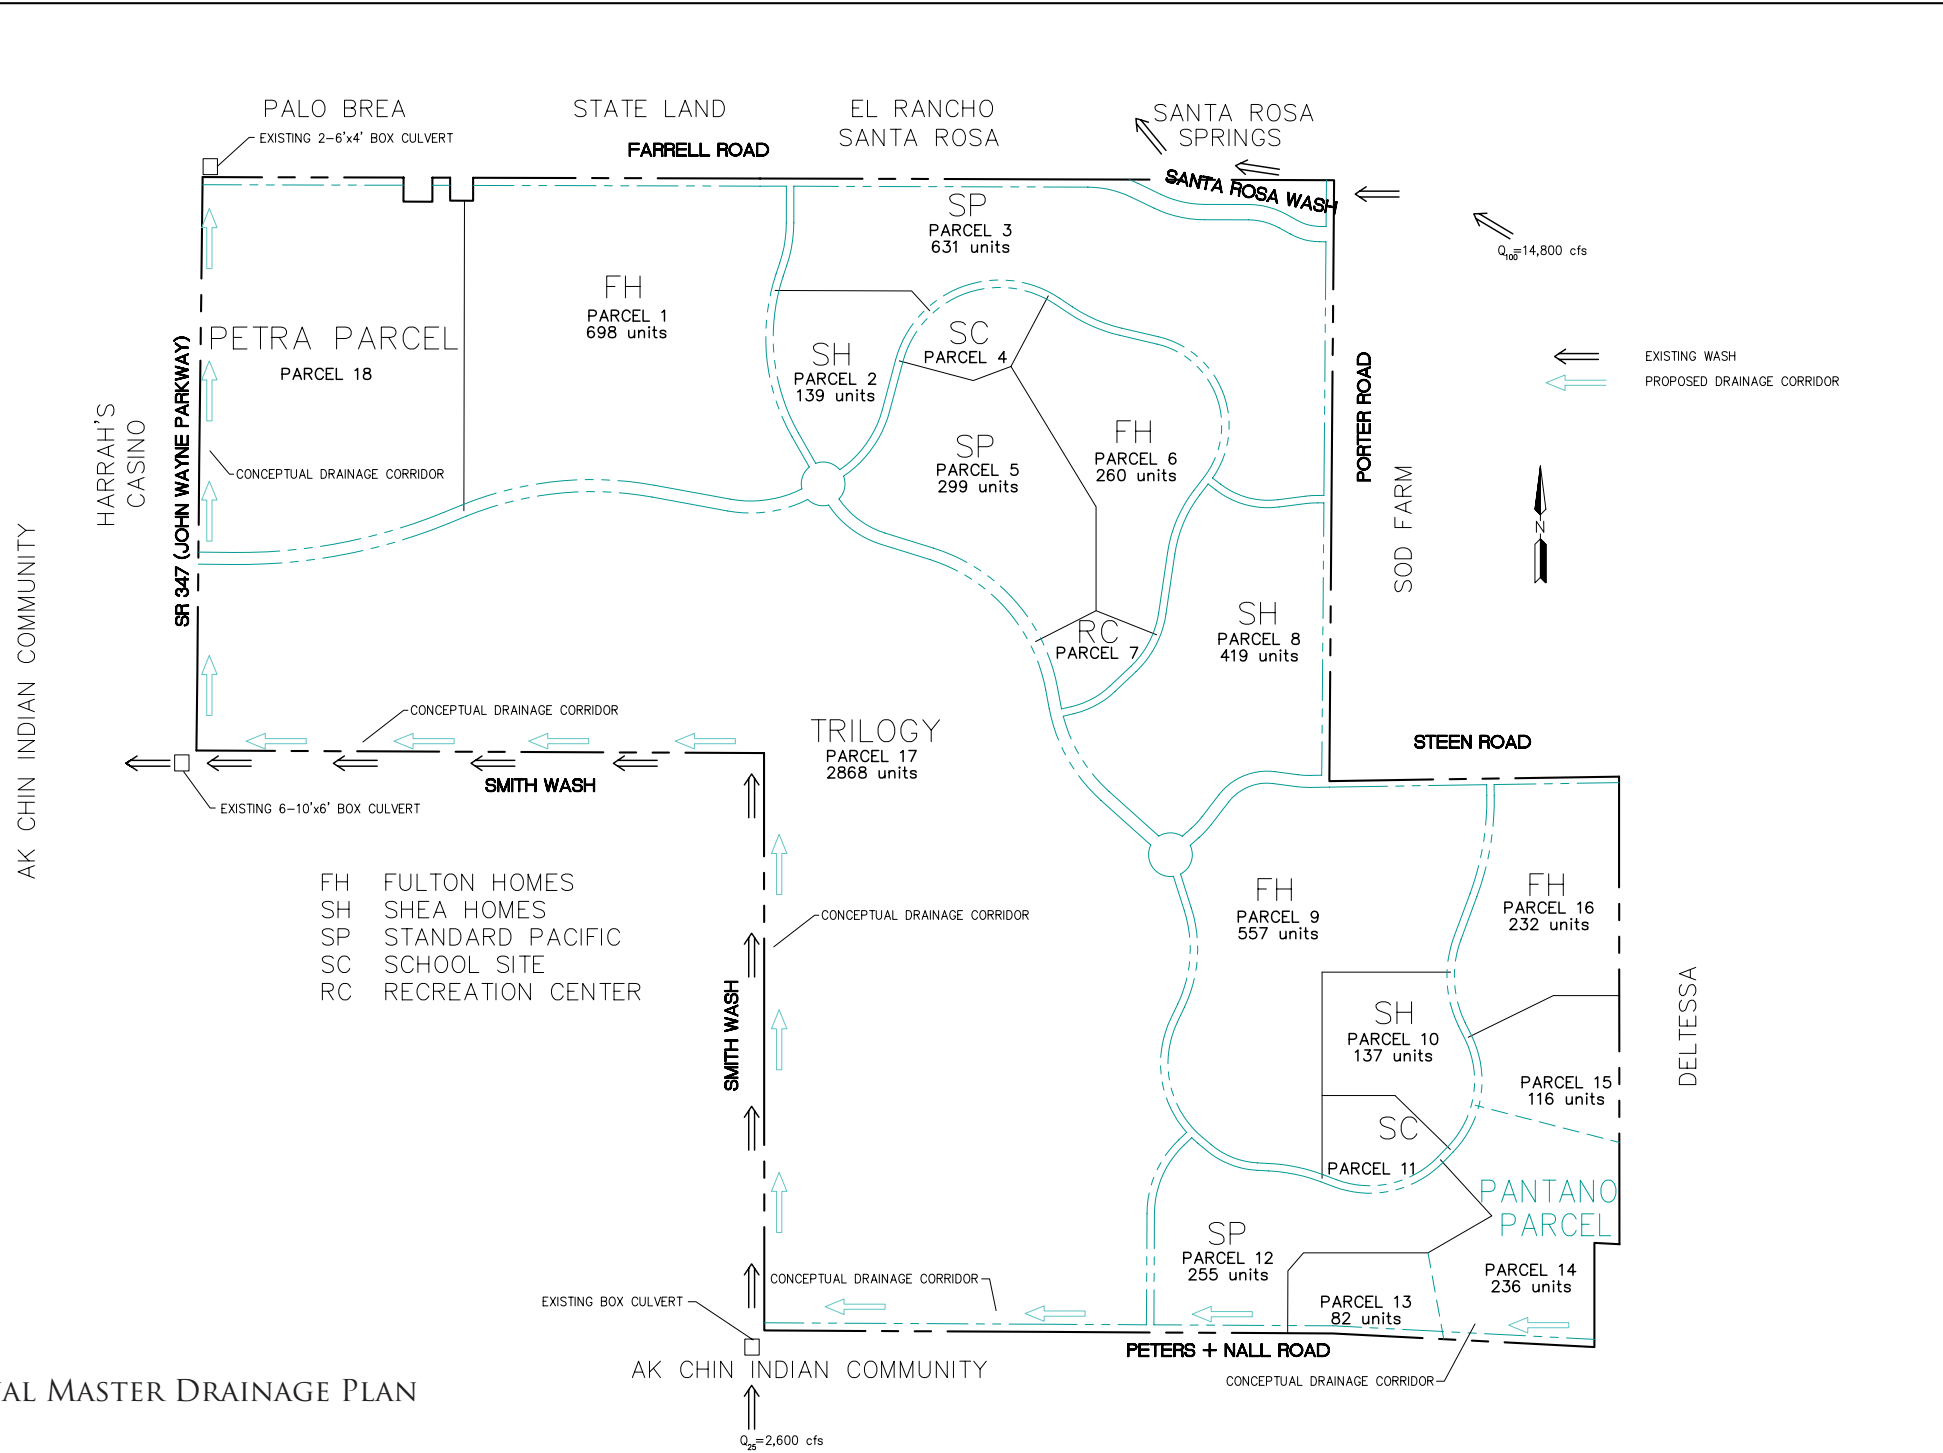 PALO BREA
STATE LAND
EL RANCHO
SANTA ROSA
SANTA ROSA
SPRINGS
EXISTING 2-6'x4' BOX CULVERT
FARRELL ROAD
SANTA ROSA WASH
Q100=14,800 cfs
SP
PARCEL 3
631 units
FH
PARCEL 1
698 units
PETRA PARCEL
PARCEL 18
SH
PARCEL 2
139 units
SC
PARCEL 4
EXISTING WASH
PROPOSED DRAINAGE CORRIDOR
HARRAH'S
CASINO
SR 347 (JOHN WAYNE PARKWAY)
CONCEPTUAL DRAINAGE CORRIDOR
SP
PARCEL 5
299 units
FH
PARCEL 6
260 units
PORTER ROAD
SOD FARM
N
AK CHIN INDIAN COMMUNITY
RC
PARCEL 7
SH
PARCEL 8
419 units
CONCEPTUAL DRAINAGE CORRIDOR
TRILOGY
PARCEL 17
2868 units
STEEN ROAD
SMITH WASH
EXISTING 6-10'x6' BOX CULVERT
FH FULTON HOMES
SH SHEA HOMES
SP STANDARD PACIFIC
SC SCHOOL SITE
RC RECREATION CENTER
CONCEPTUAL DRAINAGE CORRIDOR
SMITH WASH
FH
PARCEL 9
557 units
FH
PARCEL 16
232 units
DELTESSA
SH
PARCEL 10
137 units
PARCEL 15
116 units
SC
PARCEL 11
PANTANO
PARCEL
SP
PARCEL 12
255 units
PARCEL 14
236 units
CONCEPTUAL DRAINAGE CORRIDOR
EXISTING BOX CULVERT
PARCEL 13
82 units
PETERS + NALL ROAD
AK CHIN INDIAN COMMUNITY
CONCEPTUAL DRAINAGE CORRIDOR
Master Drainage Plan
Q25=2,600 cfs